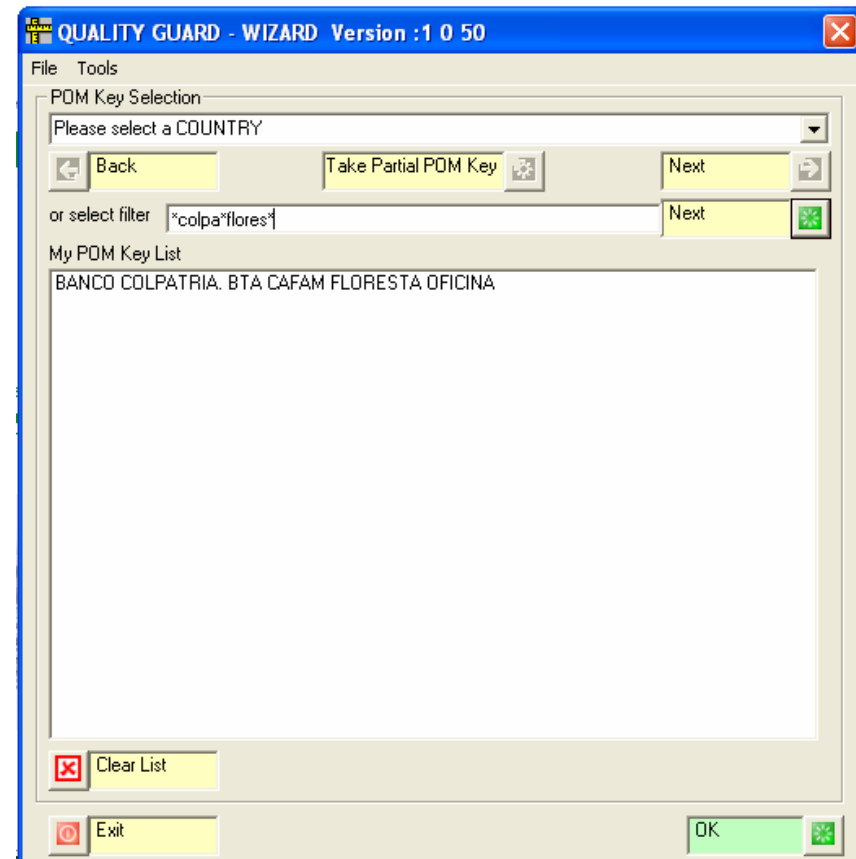 QUALITY GUARD - WIZARD Version :1 0 50
File Tools
POM Key Selection
Please select a COUNTRY
Back Take Partial POM Key Next
or select filter *colpa*flores* Next
My POM Key List
BANCO COLPATRIA. BTA CAFAM FLORESTA OFICINA
Clear List
Exit OK